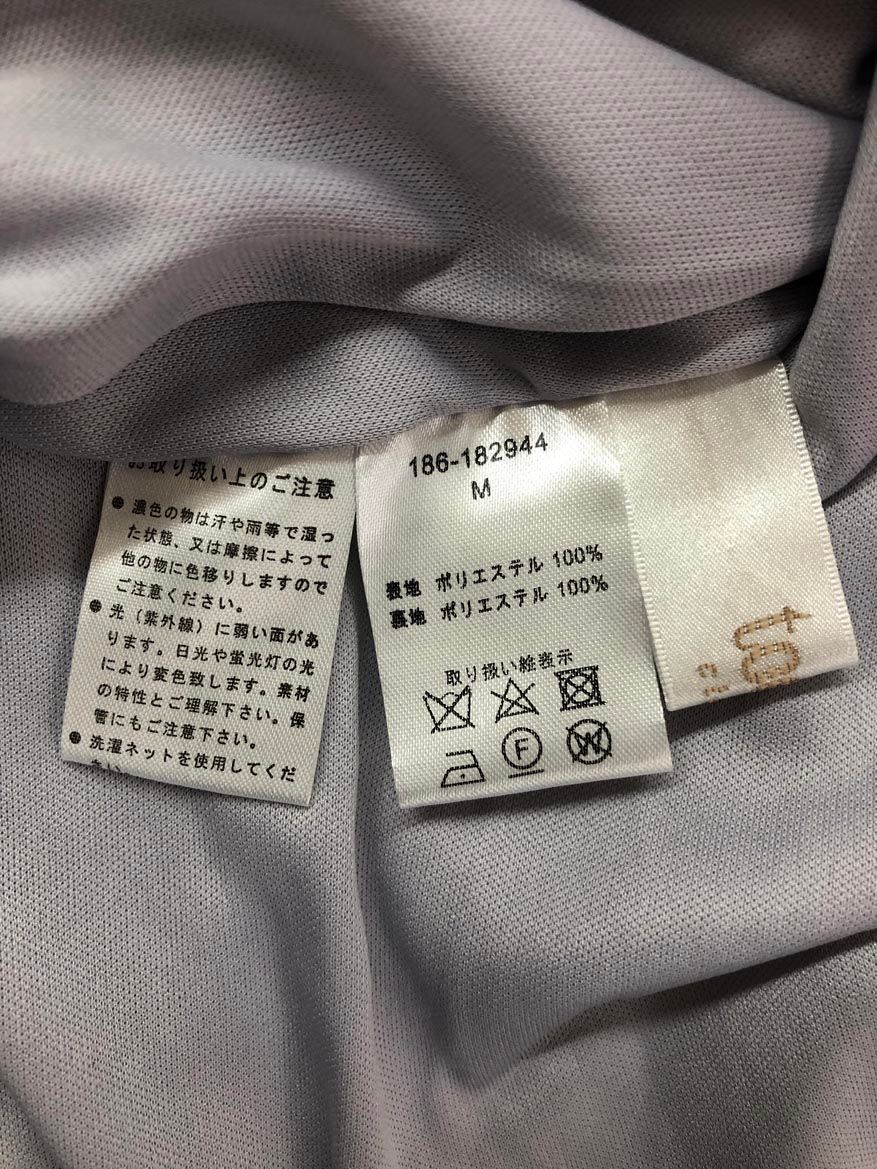 お取り扱い上のご注意
● 濃色の物は汗や雨等で湿っ
た状態、又は摩擦によって
他の物に色移りしますので
ご注意ください。
● 光（紫外線）に弱い面があ
ります。日光や蛍光灯の光
により変色致します。素材
の特性とご理解下さい。保
管にもご注意下さい。
● 洗濯ネットを使用してくだ
186-182944
M
表地 ポリエステル 100%
裏地 ポリエステル 100%
取り扱い絵表示
F
W